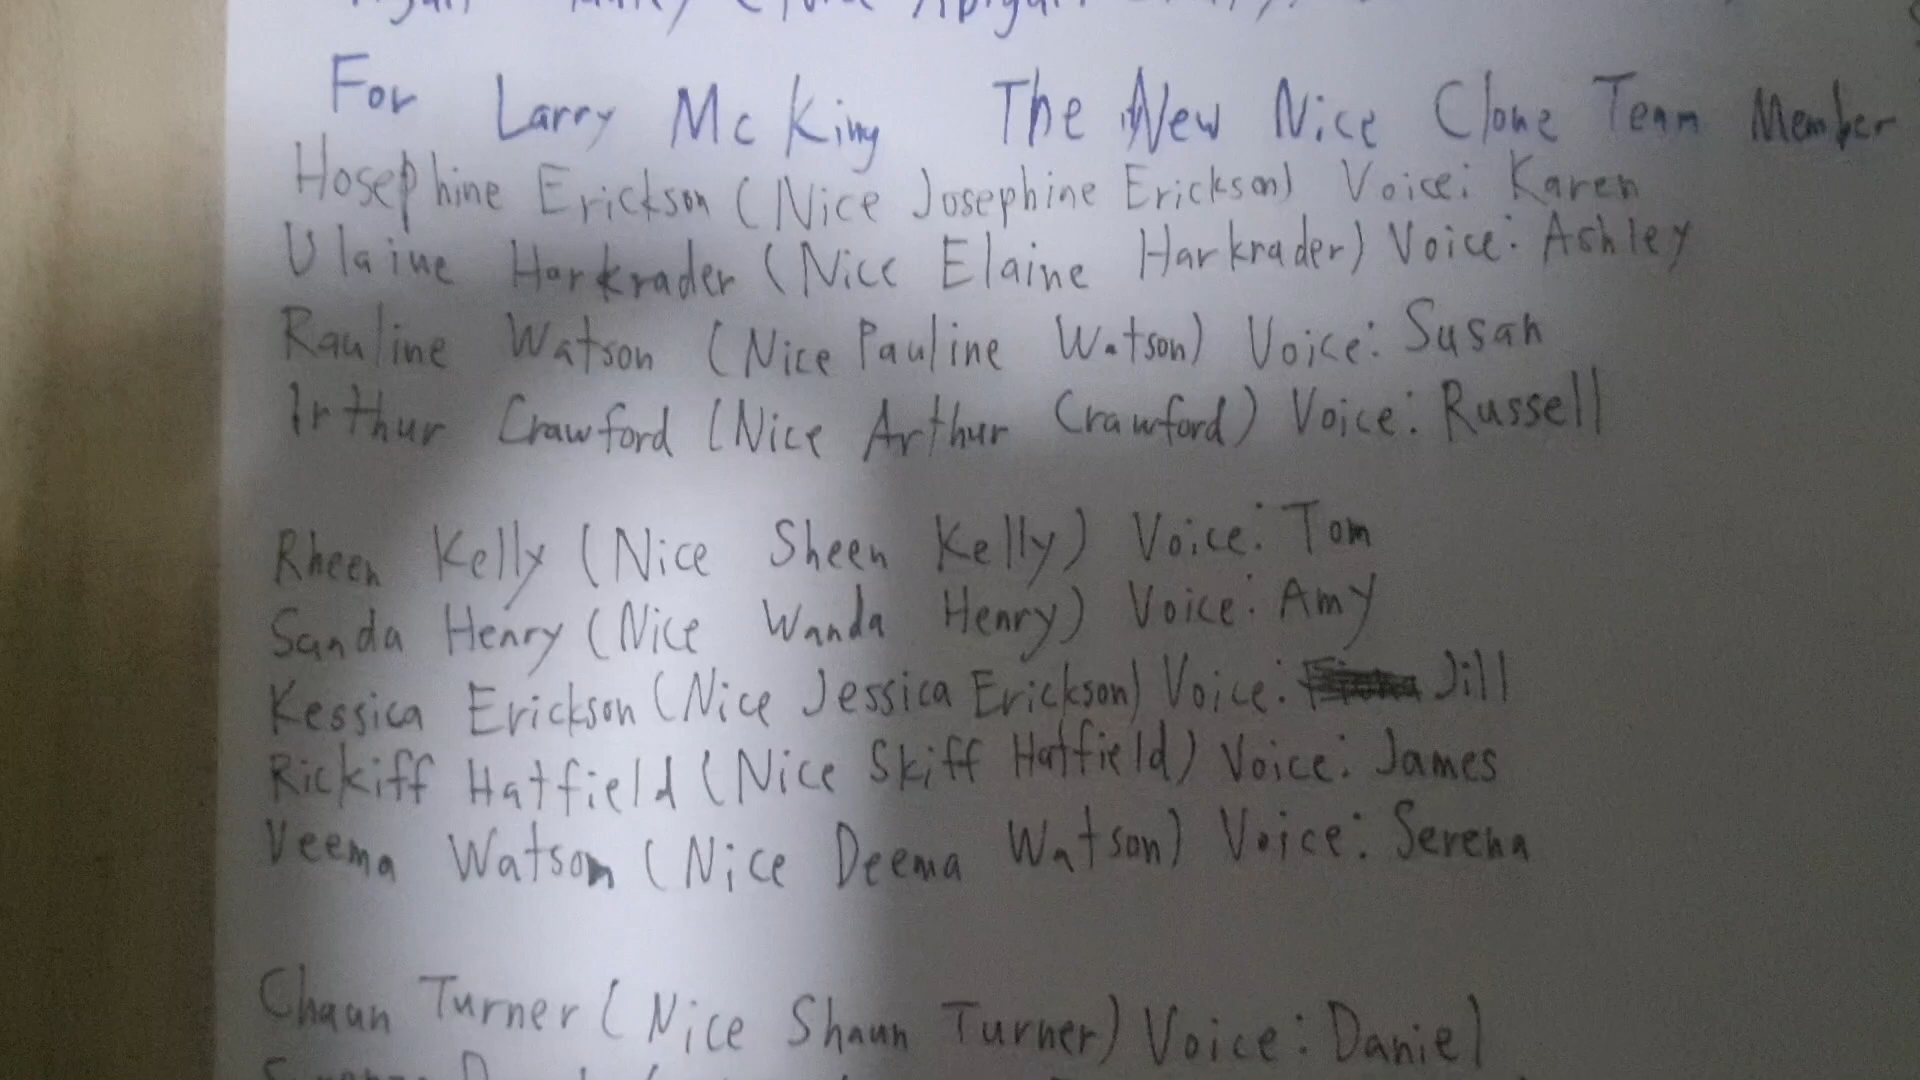 For Larry McKing The New Nice Clone Team Member
Hosephine Erickson (Nice Josephine Erickson) Voice: Karen
Ulaine Harkrader (Nice Elaine Harkrader) Voice: Ashley
Rauline Watson (Nice Pauline Watson) Voice: Susan
Irthur Crawford (Nice Arthur Crawford) Voice: Russell
Rheen Kelly (Nice Sheen Kelly) Voice: Tom
Sanda Henry (Nice Wanda Henry) Voice: Amy
Kessica Erickson (Nice Jessica Erickson) Voice: Jill
Rickiff Hatfield (Nice Skiff Hatfield) Voice: James
Veema Watson (Nice Deema Watson) Voice: Serena
Chaun Turner (Nice Shaun Turner) Voice: Daniel